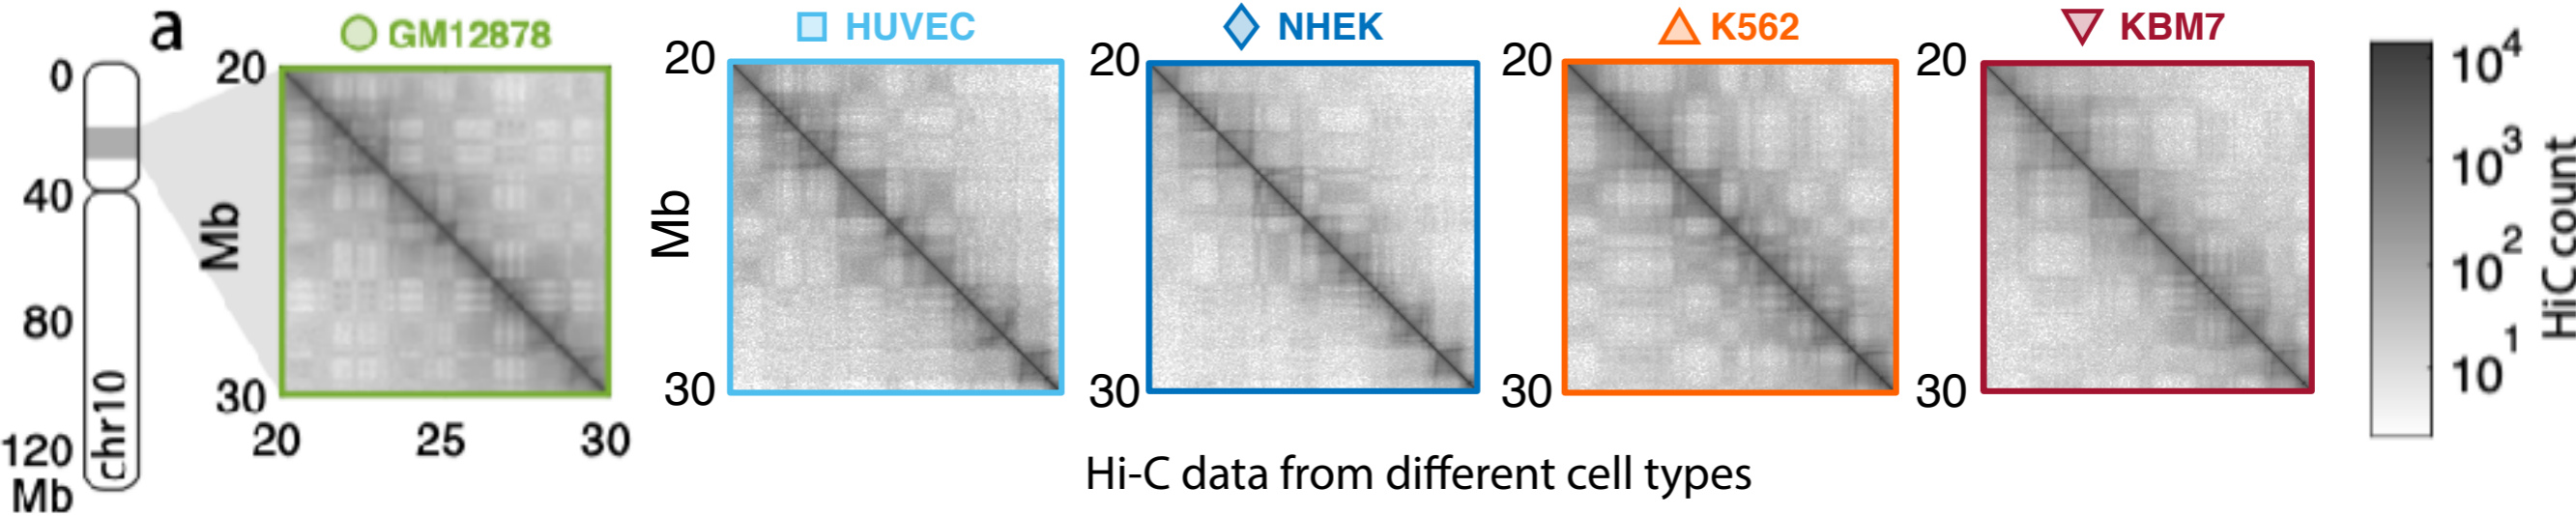 a
GM12878
HUVEC
NHEK
K562
KBM7
0
40
80
120
Mb
chr10
20
Mb
30
20 25 30
20
Mb
30
20
30
20
30
20
30
10^4
10^3
10^2
10^1
HiC count
Hi-C data from different cell types